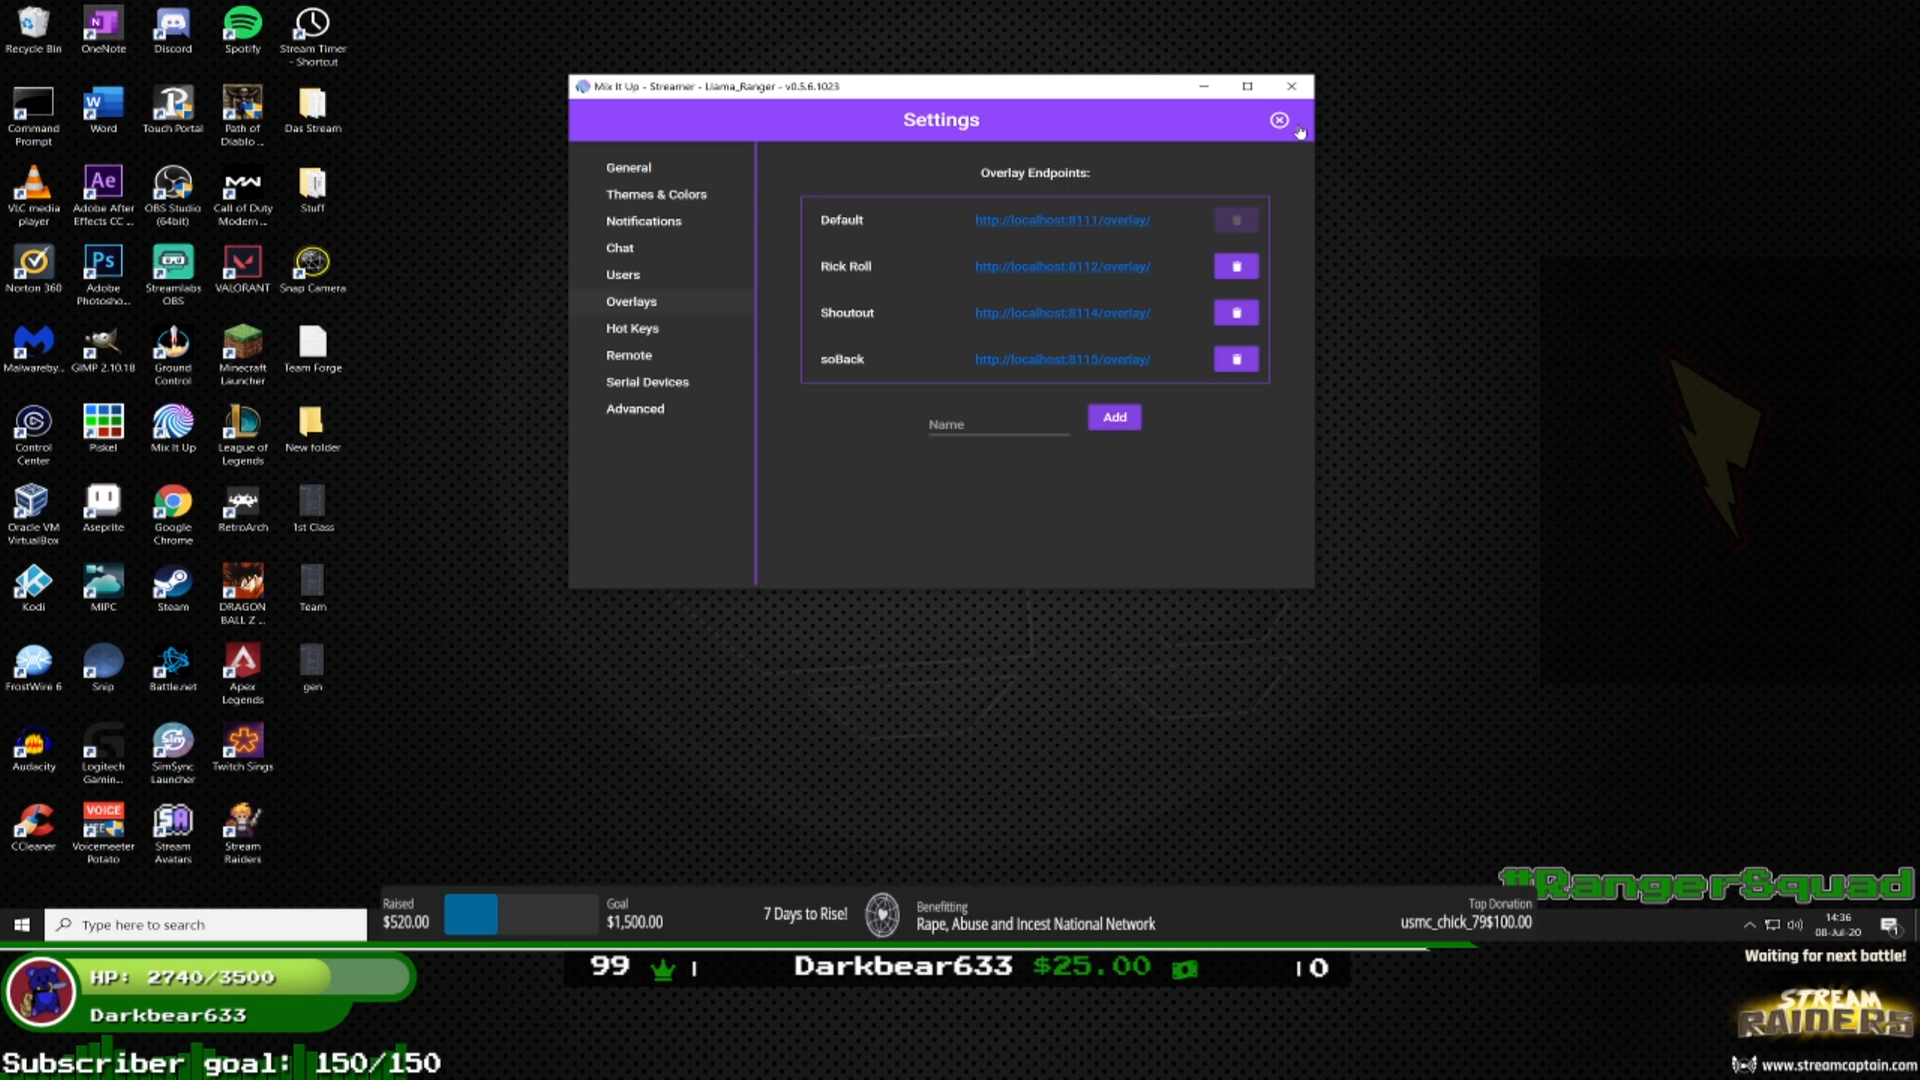 Recycle Bin
OneNote
Discord
Spotify
Stream Timer - Shortcut
Command Prompt
Word
Touch Portal
Path of Diablo ...
Das Stream
VLC media player
Adobe After Effects CC ...
OBS Studio (64bit)
Call of Duty Modern ...
Stuff
Norton 360
Adobe Photosho...
Streamlabs OBS
VALORANT
Snap Camera
Malwareby...
GIMP 2.10.18
Ground Control
Minecraft Launcher
Team Forge
Control Center
Piskel
Mix It Up
League of Legends
New folder
Oracle VM VirtualBox
Aseprite
Google Chrome
RetroArch
1st Class
Kodi
MIPC
Steam
DRAGON BALL Z ...
Team
FrostWire 6
Snip
Battle.net
Apex Legends
gen
Audacity
Logitech Gamin...
SimSync Launcher
Twitch Sings
CCleaner
Voicemeeter Potato
Stream Avatars
Stream Raiders
Mix It Up - Streamer - Llama_Ranger - v0.5.6.1023
Settings
General
Themes & Colors
Notifications
Chat
Users
Overlays
Hot Keys
Remote
Serial Devices
Advanced
Overlay Endpoints:
Default http://localhost:8111/overlay/
Rick Roll http://localhost:8112/overlay/
Shoutout http://localhost:8114/overlay/
soBack http://localhost:8115/overlay/
Name
Add
#RangerSquad
Type here to search
Raised
$520.00
Goal
$1,500.00
7 Days to Rise!
Benefitting
Rape, Abuse and Incest National Network
Top Donation
usmc_chick_79$100.00
14:36
08-Jul-20
HP: 2740/3500
Darkbear633
Subscriber goal: 150/150
99
Darkbear633 $25.00
10
Waiting for next battle!
STREAM RAIDERS
www.streamcaptain.com